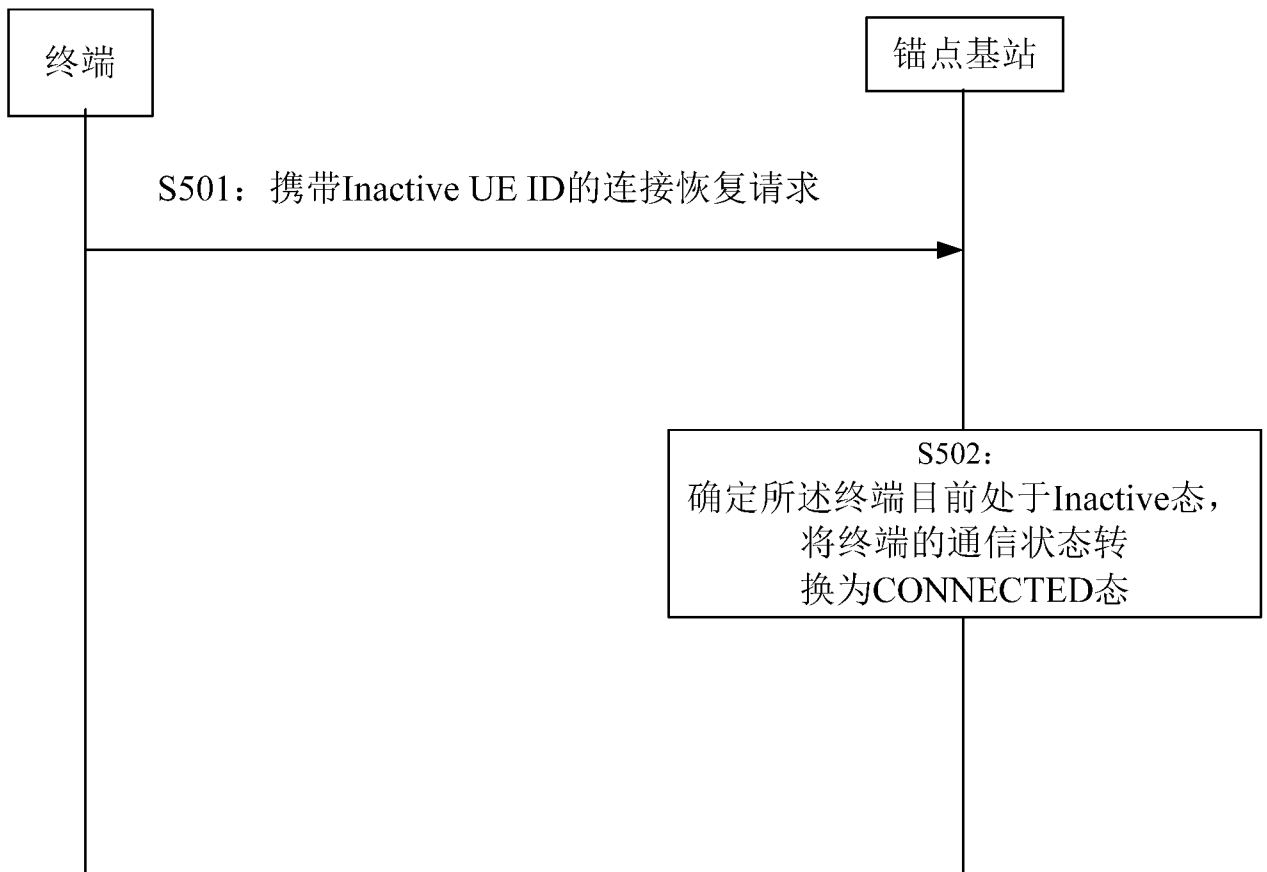 终端
锚点基站
S501：携带Inactive UE ID的连接恢复请求
S502：
确定所述终端目前处于Inactive态，
将终端的通信状态转
换为CONNECTED态